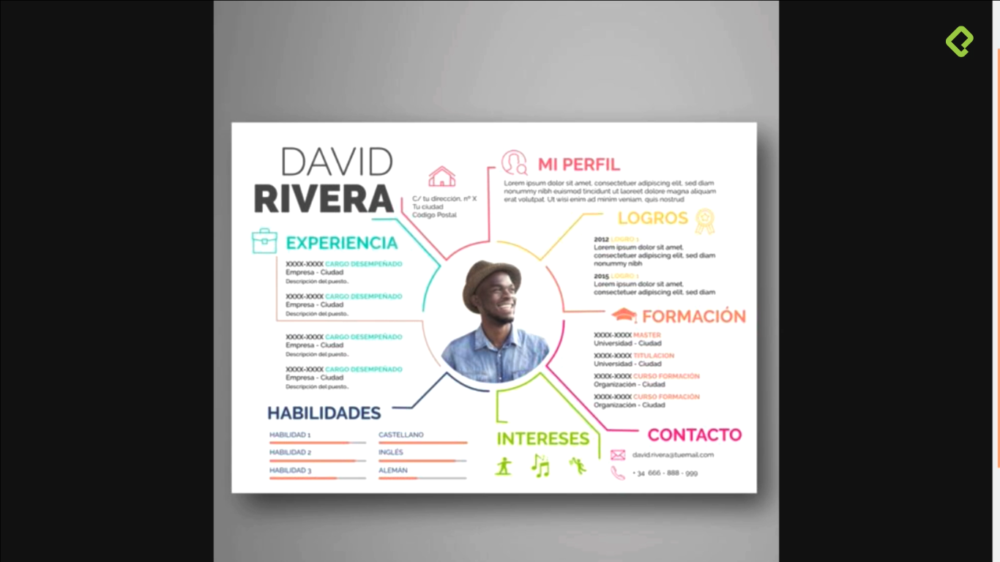 DAVID
RIVERA
C/ tu dirección, nº X
Tu ciudad
Código Postal
MI PERFIL
Lorem ipsum dolor sit amet, consectetuer adipiscing elit, sed diam
nonummy nibh euismod tincidunt ut laoreet dolore magna aliquam
erat volutpat. Ut wisi enim ad minim veniam, quis nostrud
LOGROS
2012 LOGRO 1
Lorem ipsum dolor sit amet,
consectetuer adipiscing elit, sed diam
nonummy nibh
2015 LOGRO 1
Lorem ipsum dolor sit amet,
consectetuer adipiscing elit, sed diam
EXPERIENCIA
XXXX-XXXX CARGO DESEMPEÑADO
Empresa - Ciudad
Descripción del puesto..
XXXX-XXXX CARGO DESEMPEÑADO
Empresa - Ciudad
Descripción del puesto..
XXXX-XXXX CARGO DESEMPEÑADO
Empresa - Ciudad
Descripción del puesto..
XXXX-XXXX CARGO DESEMPEÑADO
Empresa - Ciudad
Descripción del puesto..
FORMACIÓN
XXXX-XXXX MASTER
Universidad - Ciudad
XXXX-XXXX TITULACION
Universidad - Ciudad
XXXX-XXXX CURSO FORMACIÓN
Organización - Ciudad
XXXX-XXXX CURSO FORMACIÓN
Organización - Ciudad
HABILIDADES
HABILIDAD 1
HABILIDAD 2
HABILIDAD 3
CASTELLANO
INGLÉS
ALEMÁN
INTERESES
CONTACTO
david.rivera@tuemail.com
+ 34 666 - 888 - 999